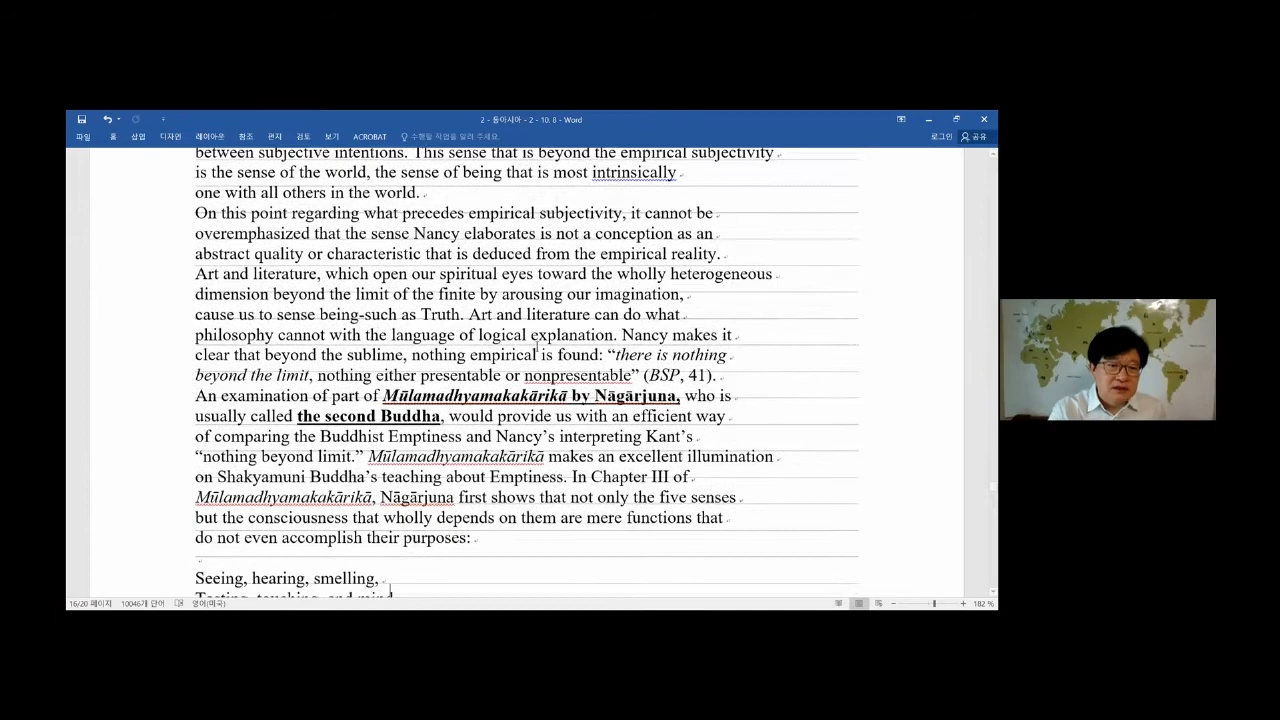 2 - 동아시아 - 2 - 10. 8 - Word
파일 홈 삽입 디자인 레이아웃 참조 편지 검토 보기 ACROBAT 수행할 작업을 알려 주세요. 로그인 공유
between subjective intentions. This sense that is beyond the empirical subjectivity
is the sense of the world, the sense of being that is most intrinsically
one with all others in the world.
On this point regarding what precedes empirical subjectivity, it cannot be
overemphasized that the sense Nancy elaborates is not a conception as an
abstract quality or characteristic that is deduced from the empirical reality.
Art and literature, which open our spiritual eyes toward the wholly heterogeneous
dimension beyond the limit of the finite by arousing our imagination,
cause us to sense being-such as Truth. Art and literature can do what
philosophy cannot with the language of logical explanation. Nancy makes it
clear that beyond the sublime, nothing empirical is found: “there is nothing
beyond the limit, nothing either presentable or nonpresentable” (BSP, 41).
An examination of part of Mūlamadhyamakakārikā by Nāgārjuna, who is
usually called the second Buddha, would provide us with an efficient way
of comparing the Buddhist Emptiness and Nancy’s interpreting Kant’s
“nothing beyond limit.” Mūlamadhyamakakārikā makes an excellent illumination
on Shakyamuni Buddha’s teaching about Emptiness. In Chapter III of
Mūlamadhyamakakārikā, Nāgārjuna first shows that not only the five senses
but the consciousness that wholly depends on them are mere functions that
do not even accomplish their purposes:
Seeing, hearing, smelling,
Tasting, touching, and mind
16/20 페이지 10046개 단어 영어(미국) 182 %